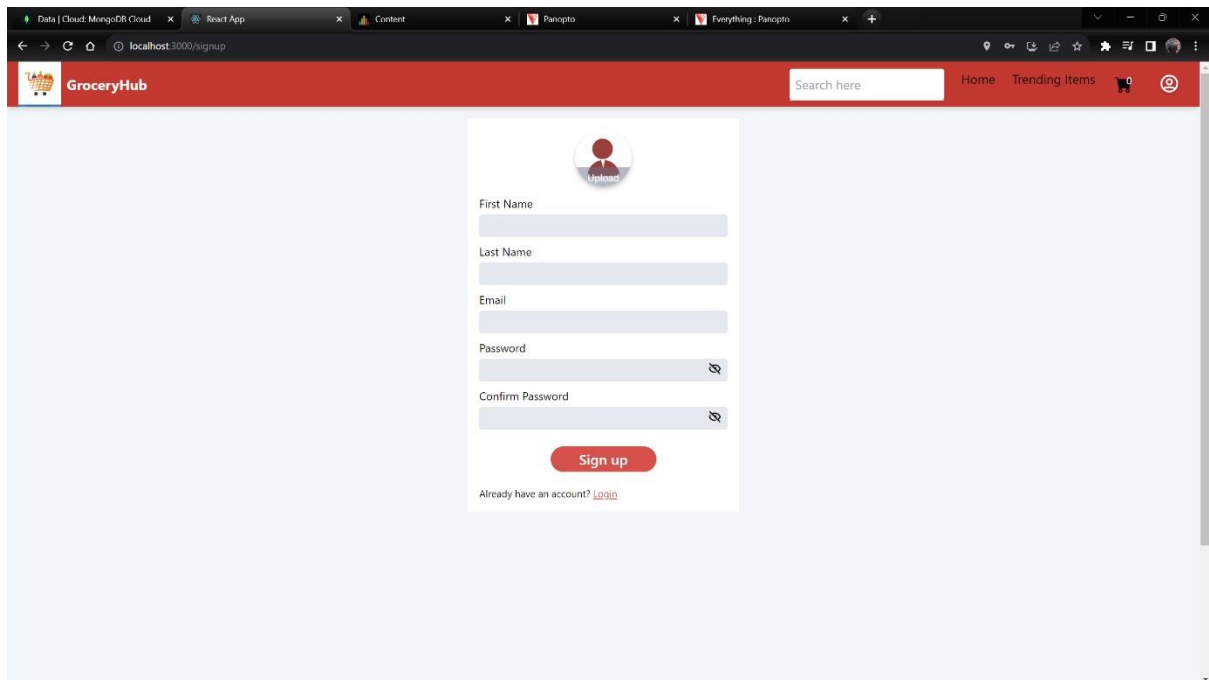 Data | Cloud: MongoDB Cloud
React App
Content
Panopto
Everything : Panopto
localhost:3000/signup
GroceryHub
Search here
Home
Trending Items
0
Upload
First Name
Last Name
Email
Password
Confirm Password
Sign up
Already have an account? Login